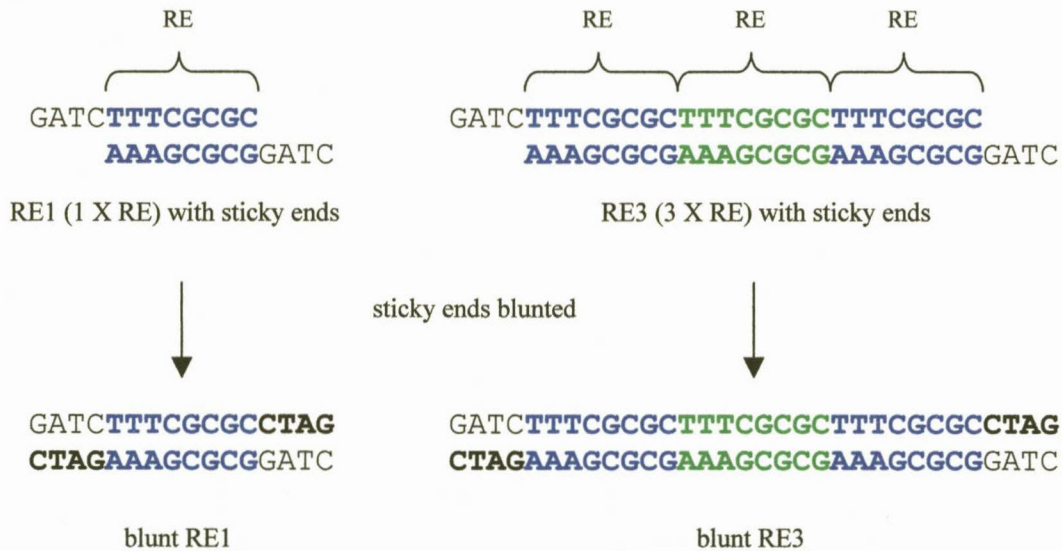 RE RE RE RE
GATCTTTCGCGC GATCTTTCGCGCTTTCGCGCTTTCGCGC
AAAGCGCGGATC AAAGCGCGAAAGCGCGAAAGCGCGGATC
RE1 (1 X RE) with sticky ends RE3 (3 X RE) with sticky ends
sticky ends blunted
GATCTTTCGCGCCTAG GATCTTTCGCGCTTTCGCGCTTTCGCGCCTAG
CTAGAAAGCGCGGATC CTAGAAAGCGCGAAAGCGCGAAAGCGCGGATC
blunt RE1 blunt RE3